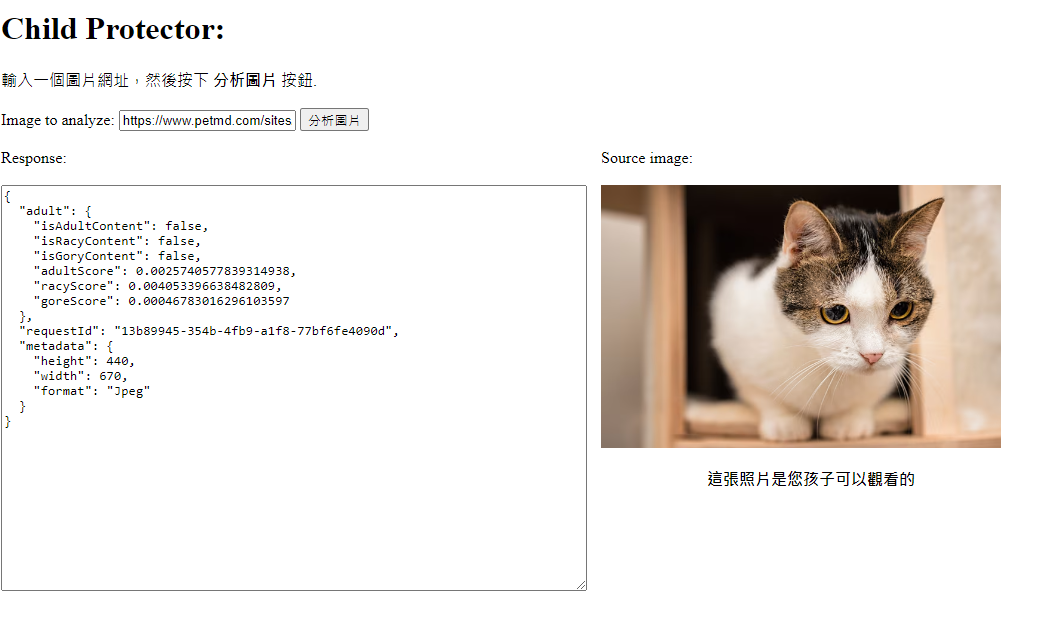 Child Protector:
輸入一個圖片網址，然後按下 分析圖片 按鈕.
Image to analyze: https://www.petmd.com/sites 分析圖片
Response:
{
  "adult": {
    "isAdultContent": false,
    "isRacyContent": false,
    "isGoryContent": false,
    "adultScore": 0.0025740577839314938,
    "racyScore": 0.004053396638482809,
    "goreScore": 0.00046783016296103597
  },
  "requestId": "13b89945-354b-4fb9-a1f8-77bf6fe4090d",
  "metadata": {
    "height": 440,
    "width": 670,
    "format": "Jpeg"
  }
}
Source image:
這張照片是您孩子可以觀看的